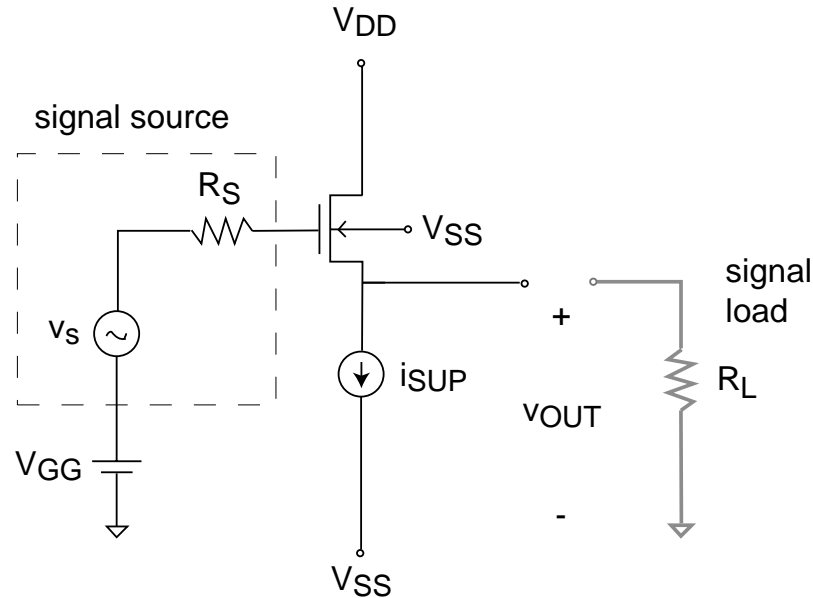 VDD
signal source
RS
VSS
signal
load
vs
+
iSUP
RL
vOUT
VGG
-
VSS